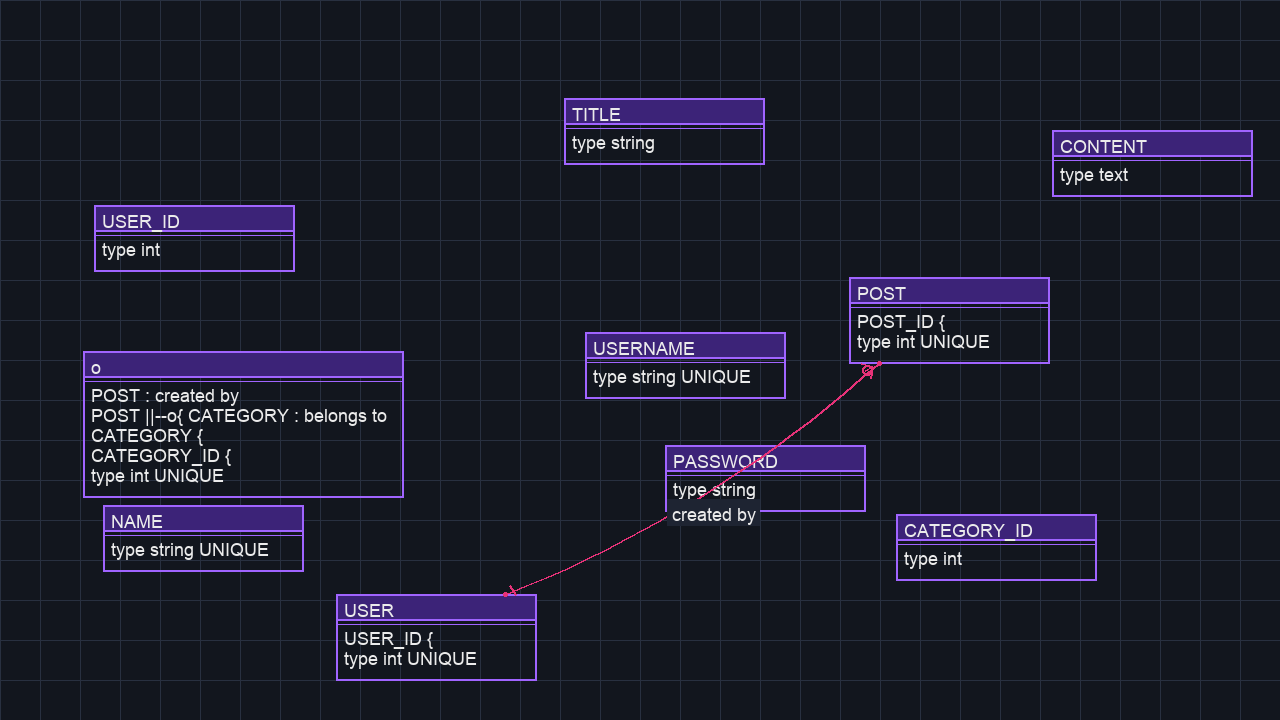 TITLE
type string
CONTENT
type text
USER_ID
type int
POST
POST_ID {
type int UNIQUE
USERNAME
type string UNIQUE
o
POST : created by
POST ||--o{ CATEGORY : belongs to
CATEGORY {
CATEGORY_ID {
type int UNIQUE
PASSWORD
type string
created by
NAME
type string UNIQUE
CATEGORY_ID
type int
USER
USER_ID {
type int UNIQUE